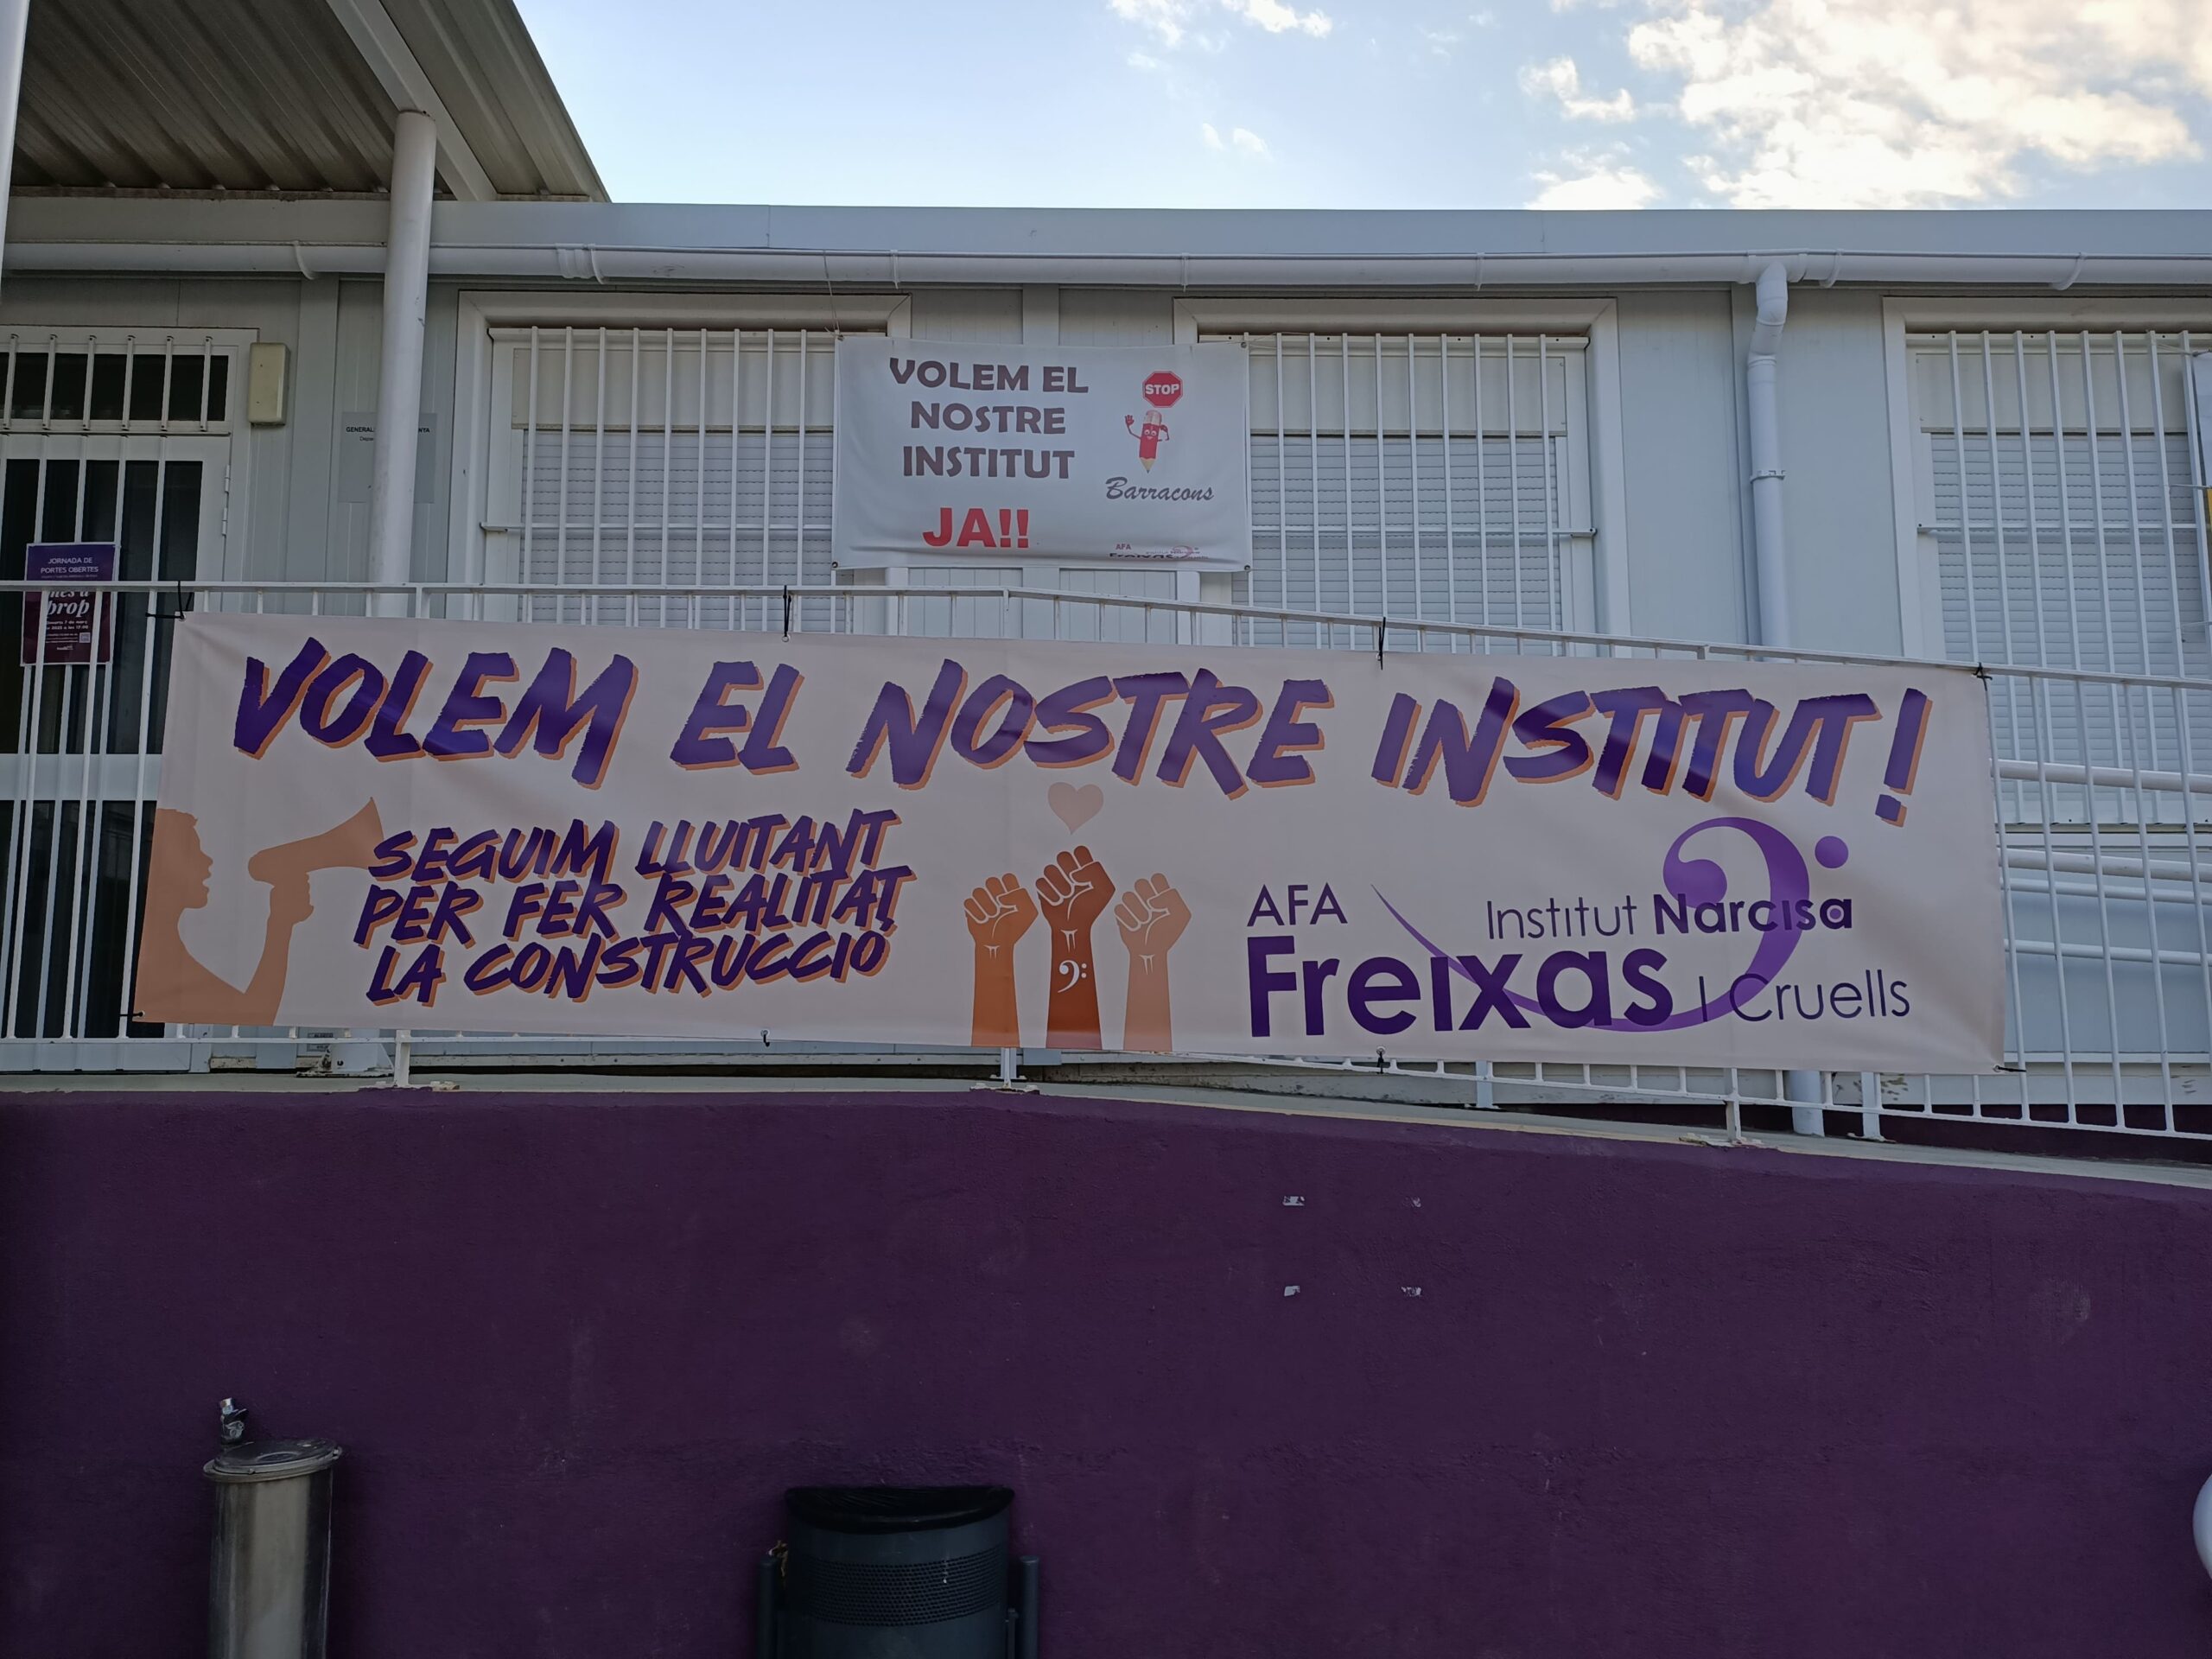 VOLEM EL
NOSTRE
INSTITUT
JA!!
STOP
Barracons
AFA
Freixas
JORNADA DE
PORTES OBERTES
més a
prop
VOLEM EL NOSTRE INSTITUT!
SEGUIM LLUITANT
PER FER REALITAT
LA CONSTRUCCIÓ
AFA
Institut Narcisa
Freixas i Cruells